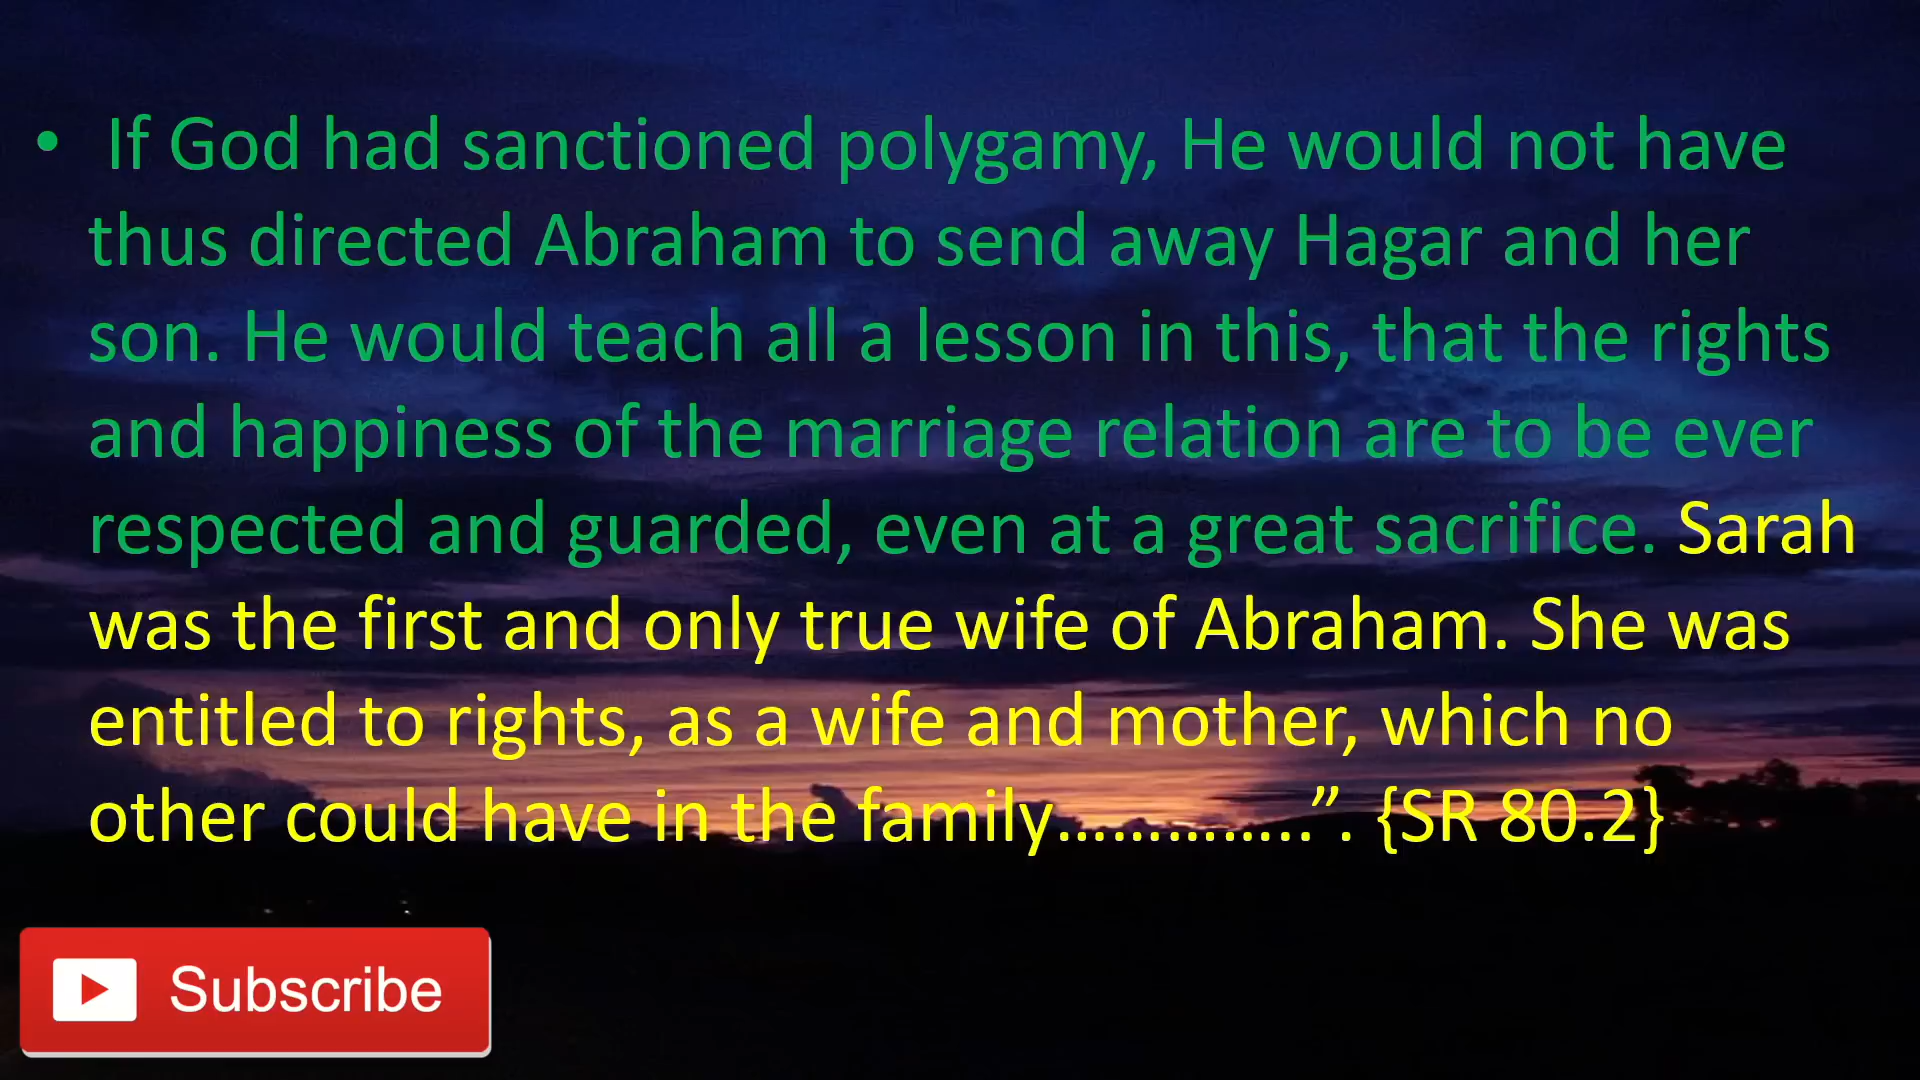 • If God had sanctioned polygamy, He would not have
thus directed Abraham to send away Hagar and her
son. He would teach all a lesson in this, that the rights
and happiness of the marriage relation are to be ever
respected and guarded, even at a great sacrifice. Sarah
was the first and only true wife of Abraham. She was
entitled to rights, as a wife and mother, which no
other could have in the family…………..”. {SR 80.2}
Subscribe